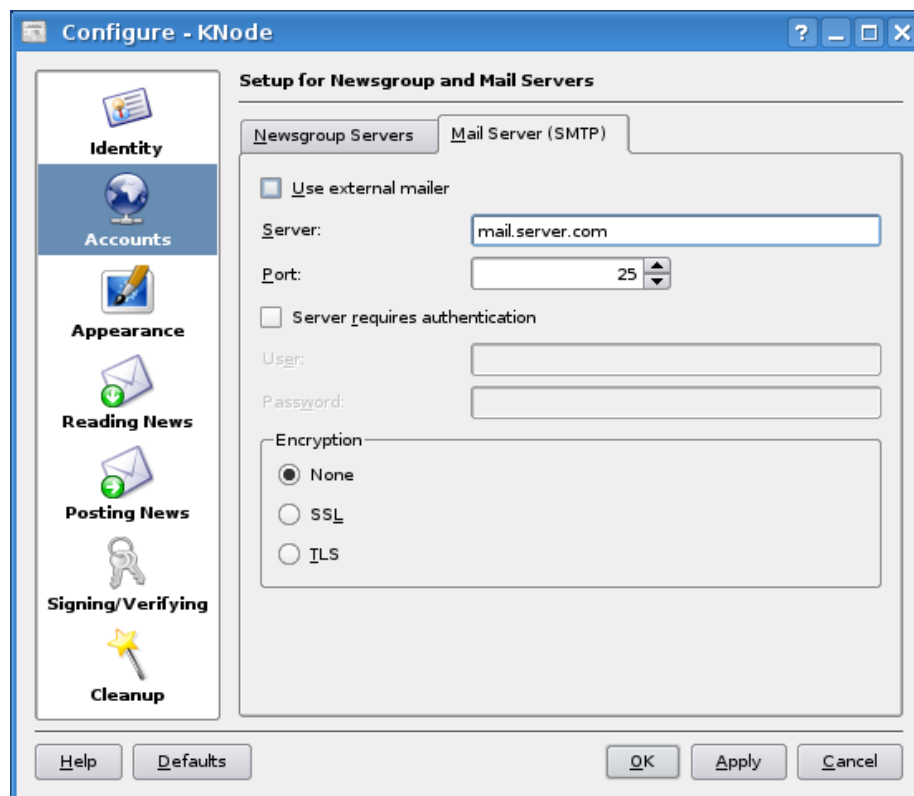 Configure - KNode
Setup for Newsgroup and Mail Servers
Identity
Accounts
Appearance
Reading News
Posting News
Signing/Verifying
Cleanup
Newsgroup Servers
Mail Server (SMTP)
Use external mailer
Server: mail.server.com
Port: 25
Server requires authentication
User:
Password:
Encryption
None
SSL
TLS
Help Defaults OK Apply Cancel